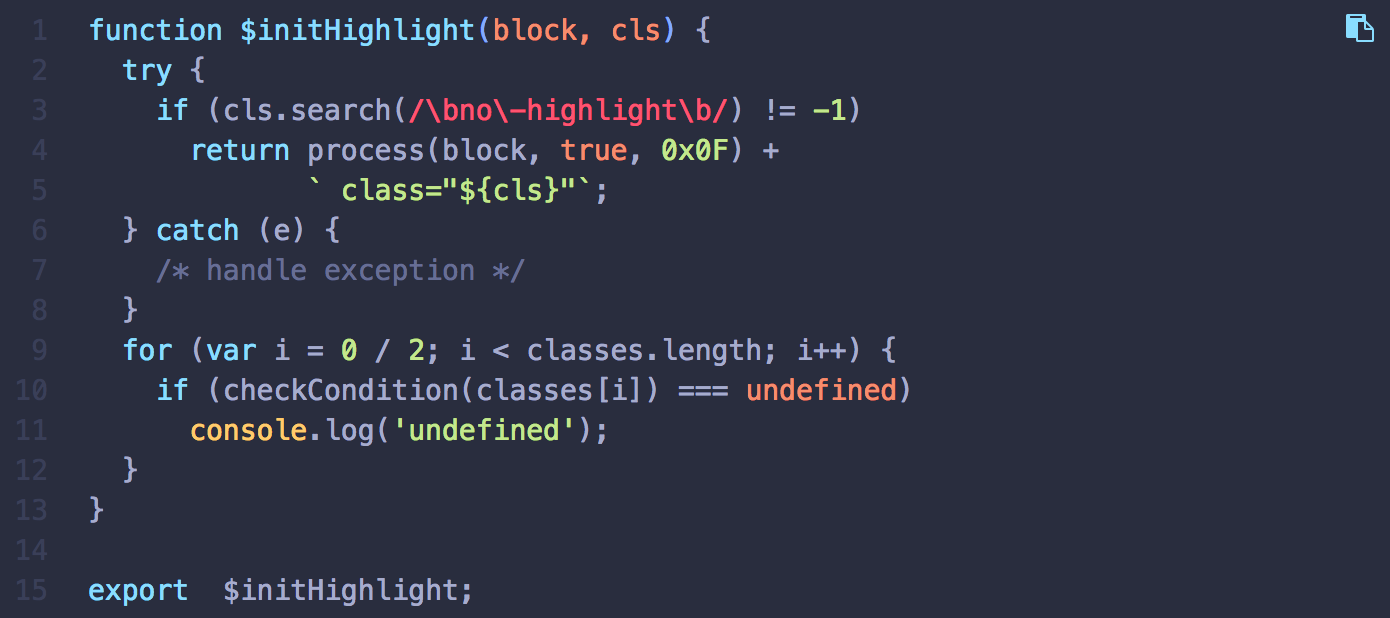 1 function $initHighlight(block, cls) {
2   try {
3     if (cls.search(/\bno\-highlight\b/) != -1)
4       return process(block, true, 0x0F) +
5              ` class="${cls}"`;
6   } catch (e) {
7     /* handle exception */
8   }
9   for (var i = 0 / 2; i < classes.length; i++) {
10     if (checkCondition(classes[i]) === undefined)
11       console.log('undefined');
12   }
13 }
14
15 export  $initHighlight;